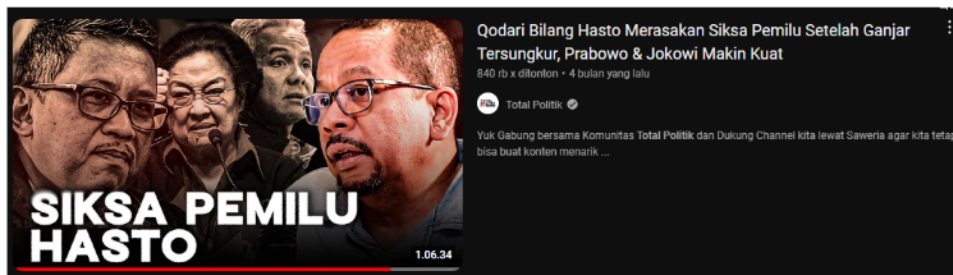 SIKSA PEMILU
HASTO
1.06.34
Qodari Bilang Hasto Merasakan Siksa Pemilu Setelah Ganjar
Tersungkur, Prabowo & Jokowi Makin Kuat
840 rb x ditonton • 4 bulan yang lalu
Total Politik
Yuk Gabung bersama Komunitas Total Politik dan Dukung Channel kita lewat Saweria agar kita tetap
bisa buat konten menarik ...